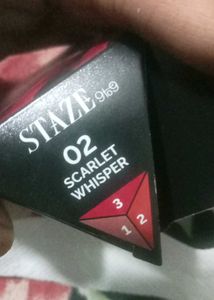 STAZE 9to9
02
SCARLET
WHISPER
3
1 2